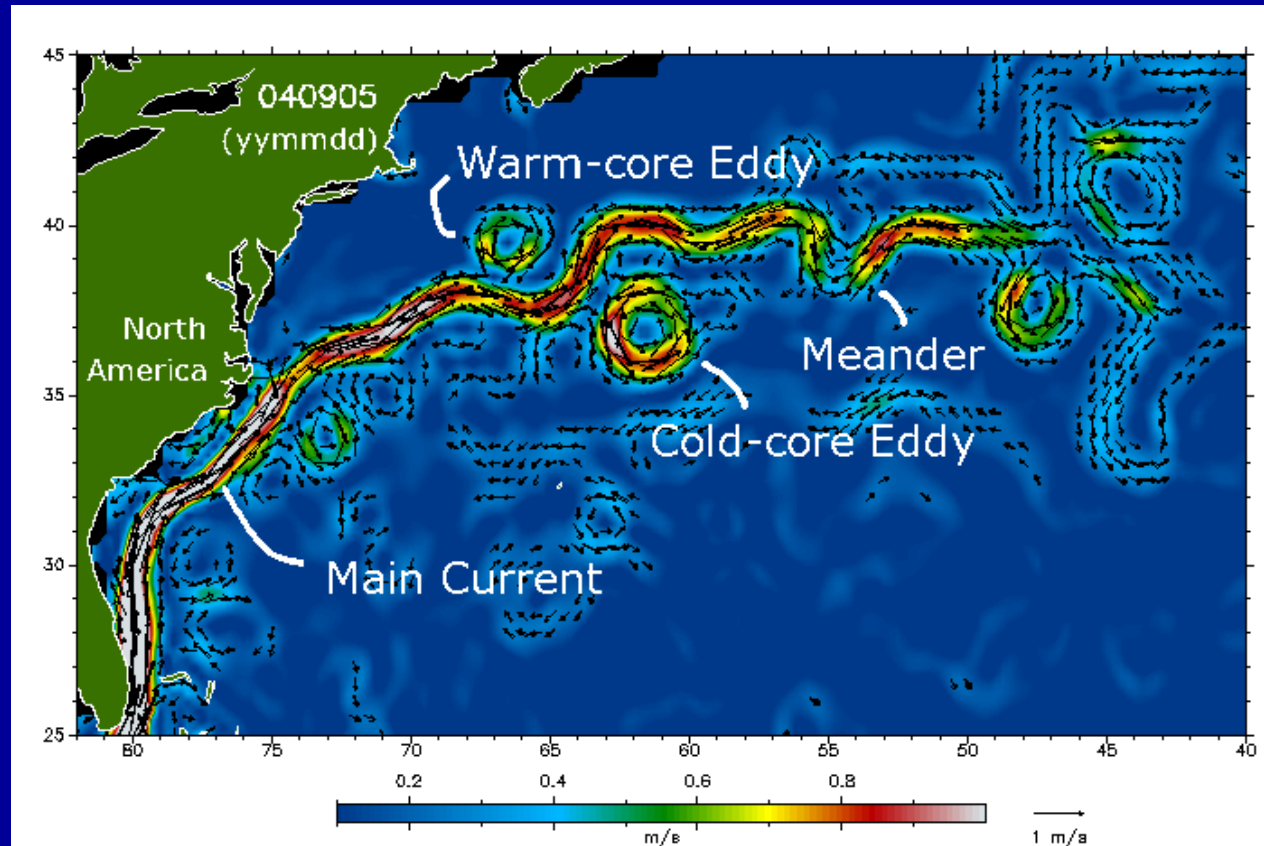 040905
(yymmdd)
Warm-core Eddy
North
America
Meander
Cold-core Eddy
Main Current
45
40
35
30
25
80 75 70 65 60 55 50 45 40
0.2 0.4 0.6 0.8
m/s
1 m/s